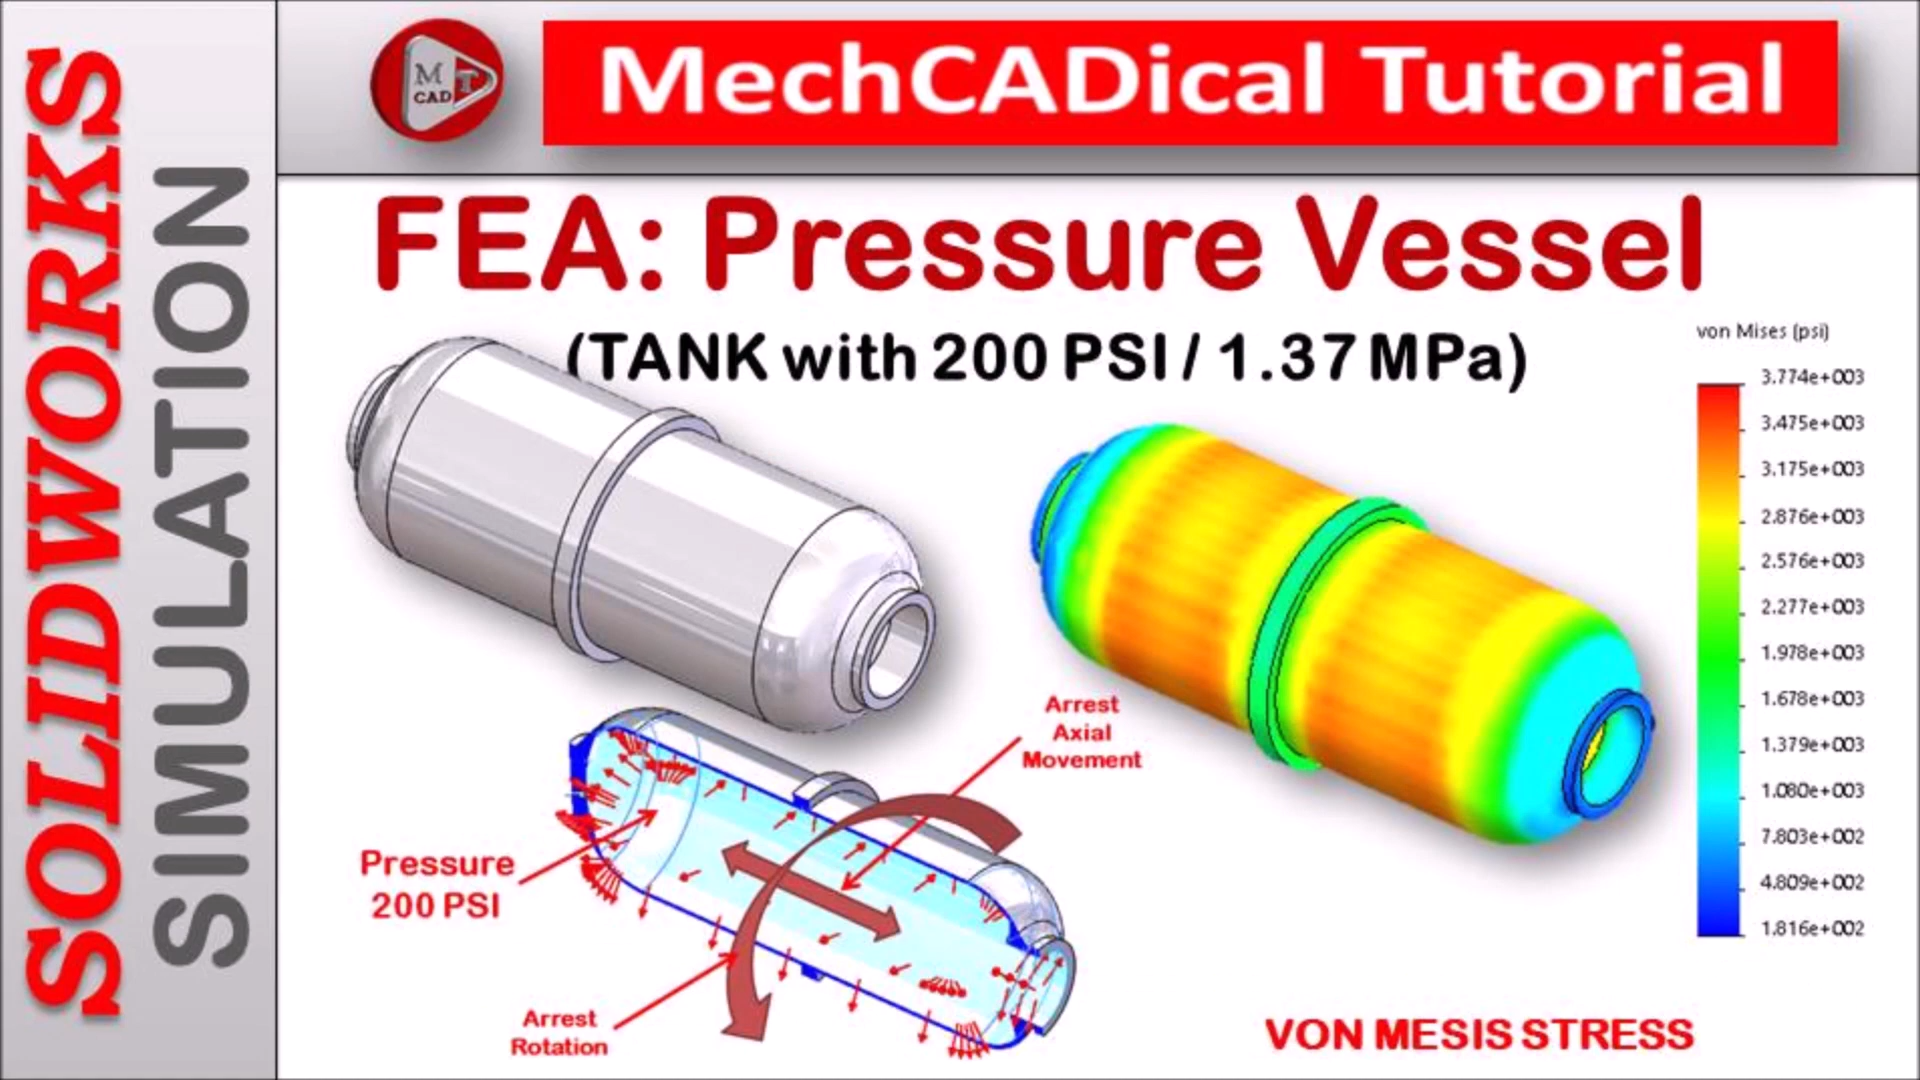 SOLIDWORKS
SIMULATION
M T
CAD
MechCADical Tutorial
FEA: Pressure Vessel
(TANK with 200 PSI / 1.37 MPa)
von Mises (psi)
3.774e+003
3.475e+003
3.175e+003
2.876e+003
2.576e+003
2.277e+003
1.978e+003
1.678e+003
1.379e+003
1.080e+003
7.803e+002
4.809e+002
1.816e+002
Arrest
Axial
Movement
Pressure
200 PSI
Arrest
Rotation
VON MESIS STRESS